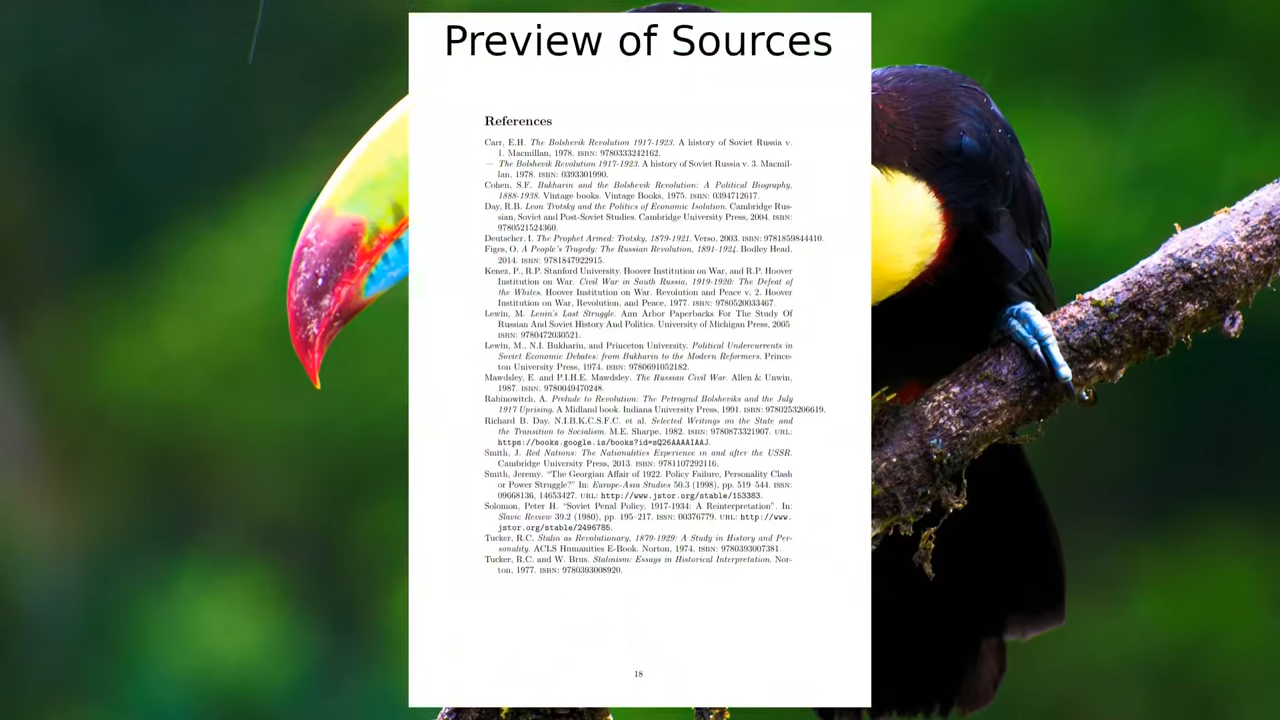 Preview of Sources
References
Carr, E.H. The Bolshevik Revolution 1917-1923. A history of Soviet Russia v.
1. Macmillan, 1978. ISBN: 9780333242162.
— The Bolshevik Revolution 1917-1923. A history of Soviet Russia v. 3. Macmil-
lan, 1978. ISBN: 0393301990.
Cohen, S.F. Bukharin and the Bolshevik Revolution: A Political Biography,
1888-1938. Vintage books. Vintage Books, 1975. ISBN: 0394712617.
Day, R.B. Leon Trotsky and the Politics of Economic Isolation. Cambridge Rus-
sian, Soviet and Post-Soviet Studies. Cambridge University Press, 2004. ISBN:
9780521524360.
Deutscher, I. The Prophet Armed: Trotsky, 1879-1921. Verso, 2003. ISBN: 9781859844410.
Figes, O. A People's Tragedy: The Russian Revolution, 1891-1924. Bodley Head,
2014. ISBN: 9781847922915.
Kenez, P., R.P. Stanford University. Hoover Institution on War, and R.P. Hoover
Institution on War. Civil War in South Russia, 1919-1920: The Defeat of
the Whites. Hoover Institution on War. Revolution and Peace v. 2. Hoover
Institution on War, Revolution, and Peace, 1977. ISBN: 9780520033467.
Lewin, M. Lenin's Last Struggle. Ann Arbor Paperbacks For The Study Of
Russian And Soviet History And Politics. University of Michigan Press, 2005
ISBN: 9780472030521.
Lewin, M., N.I. Bukharin, and Princeton University. Political Undercurrents in
Soviet Economic Debates: from Bukharin to the Modern Reformers. Prince-
ton University Press, 1974. ISBN: 9780691052182.
Mawdsley, E. and P.I.H.E. Mawdsley. The Russian Civil War. Allen & Unwin,
1987. ISBN: 9780049470248.
Rabinowitch, A. Prelude to Revolution: The Petrograd Bolsheviks and the July
1917 Uprising. A Midland book. Indiana University Press, 1991. ISBN: 9780253206619.
Richard B. Day, N.I.B.K.C.S.F.C. et al. Selected Writings on the State and
the Transition to Socialism. M.E. Sharpe, 1982. ISBN: 9780873321907. URL:
https://books.google.is/books?id=sQ26AAAAIAAJ.
Smith, J. Red Nations: The Nationalities Experience in and after the USSR.
Cambridge University Press, 2013. ISBN: 9781107292116.
Smith, Jeremy. "The Georgian Affair of 1922. Policy Failure, Personality Clash
or Power Struggle?" In: Europe-Asia Studies 50.3 (1998), pp. 519–544. ISSN:
09668136, 14653427. URL: http://www.jstor.org/stable/153383.
Solomon, Peter H. "Soviet Penal Policy, 1917-1934: A Reinterpretation". In:
Slavic Review 39.2 (1980), pp. 195–217. ISSN: 00376779. URL: http://www.
jstor.org/stable/2496785.
Tucker, R.C. Stalin as Revolutionary, 1879-1929: A Study in History and Per-
sonality. ACLS Humanities E-Book. Norton, 1974. ISBN: 9780393007381.
Tucker, R.C. and W. Brus. Stalinism: Essays in Historical Interpretation. Nor-
ton, 1977. ISBN: 9780393008920.
18